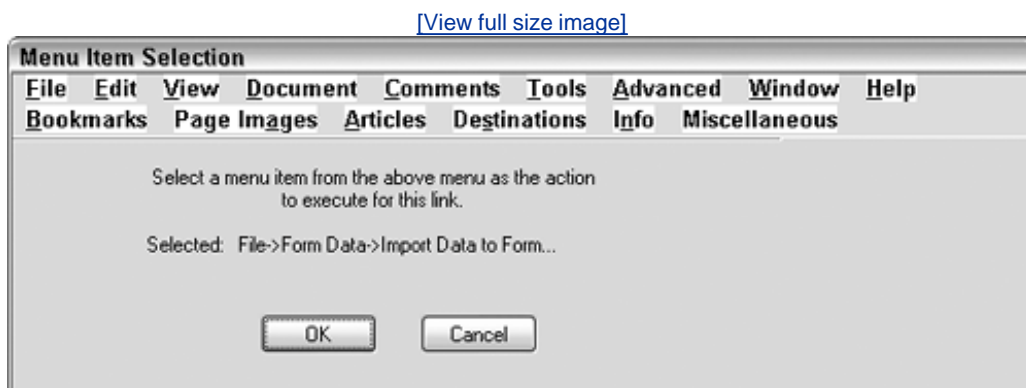 [View full size image]
Menu Item Selection
File Edit View Document Comments Tools Advanced Window Help
Bookmarks Page Images Articles Destinations Info Miscellaneous
Select a menu item from the above menu as the action
to execute for this link.
Selected: File->Form Data->Import Data to Form...
OK Cancel